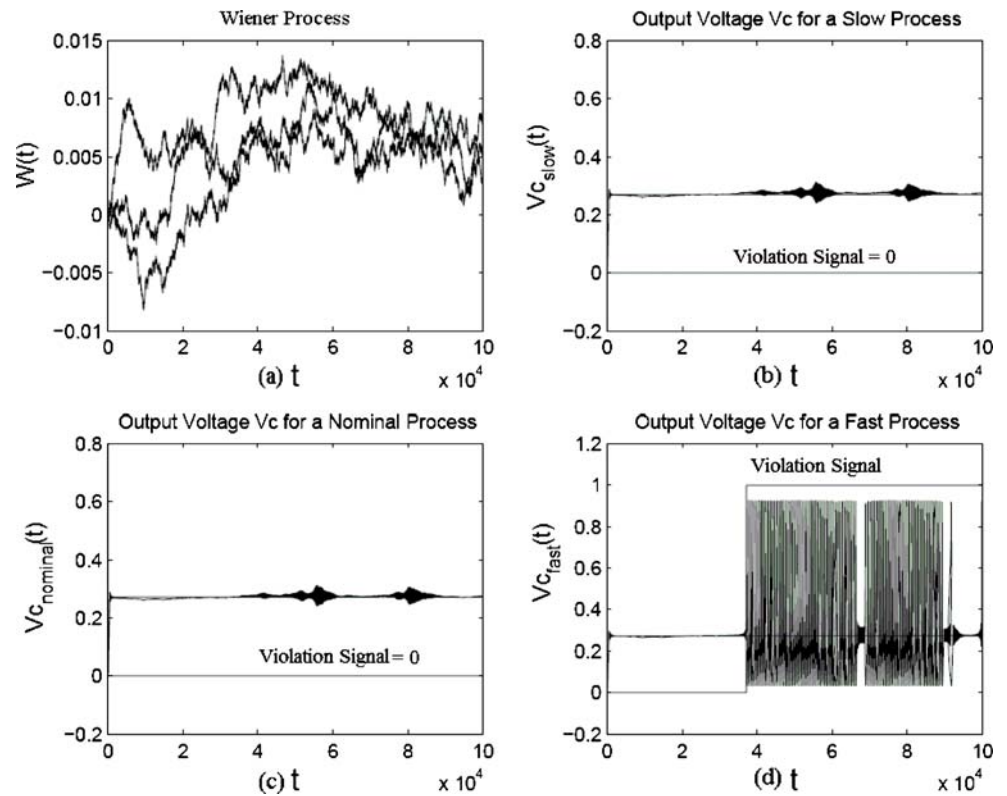 Wiener Process
0.015
0.01
0.005
0
−0.005
−0.01
W(t)
0 2 4 6 8 10
(a) t
x 10^4
Output Voltage Vc for a Slow Process
0.8
0.6
0.4
0.2
0
−0.2
Vc_slow(t)
Violation Signal = 0
0 2 4 6 8 10
(b) t
x 10^4
Output Voltage Vc for a Nominal Process
0.8
0.6
0.4
0.2
0
−0.2
Vc_nominal(t)
Violation Signal = 0
0 2 4 6 8 10
(c) t
x 10^4
Output Voltage Vc for a Fast Process
1.2
1
0.8
0.6
0.4
0.2
0
−0.2
Vc_fast(t)
Violation Signal
0 2 4 6 8 10
(d) t
x 10^4